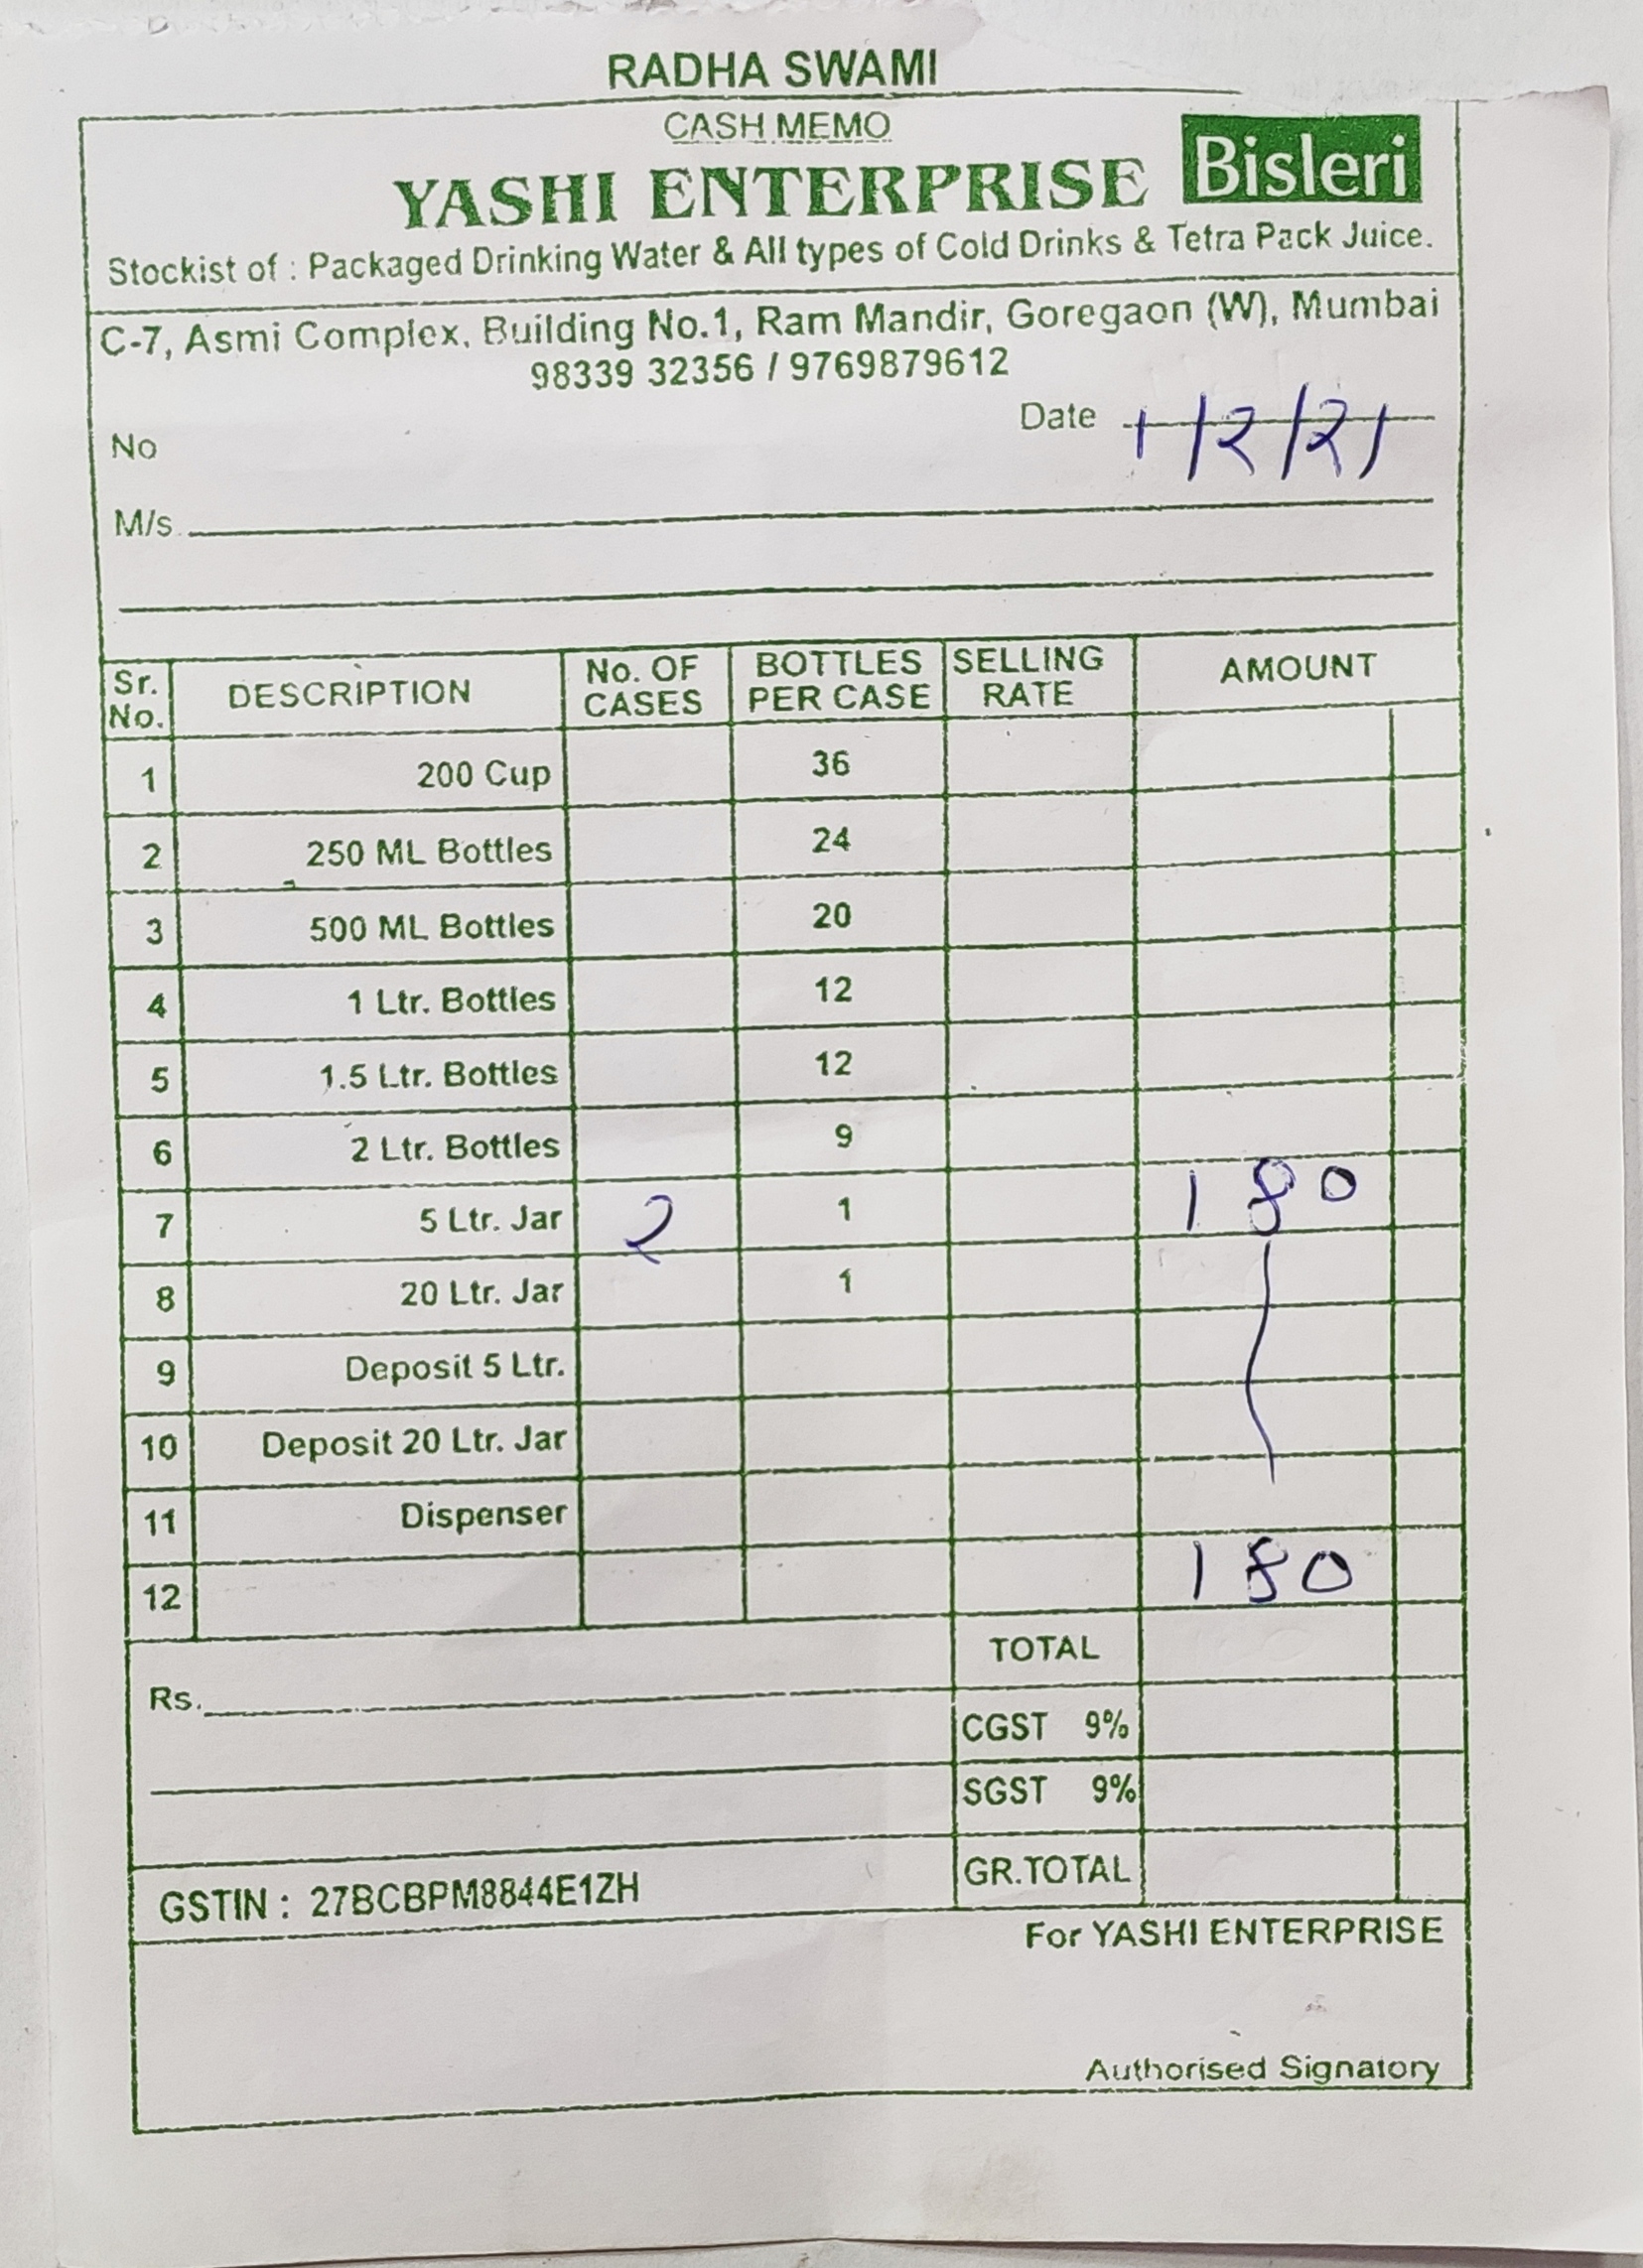 RADHA SWAMI
CASH MEMO
YASHI ENTERPRISE Bisleri
Stockist of : Packaged Drinking Water & All types of Cold Drinks & Tetra Pack Juice.
C-7, Asmi Complex, Building No.1, Ram Mandir, Goregaon (W), Mumbai
98339 32356 / 9769879612
No Date 1/2/21
M/s.
Sr. No. DESCRIPTION No. OF CASES BOTTLES PER CASE SELLING RATE AMOUNT
1 200 Cup 36
2 250 ML Bottles 24
3 500 ML Bottles 20
4 1 Ltr. Bottles 12
5 1.5 Ltr. Bottles 12
6 2 Ltr. Bottles 9
7 5 Ltr. Jar 2 1 180
8 20 Ltr. Jar 1
9 Deposit 5 Ltr.
10 Deposit 20 Ltr. Jar
11 Dispenser
12 180
TOTAL
Rs.
CGST 9%
SGST 9%
GR.TOTAL
GSTIN : 27BCBPM8844E1ZH
For YASHI ENTERPRISE
Authorised Signatory